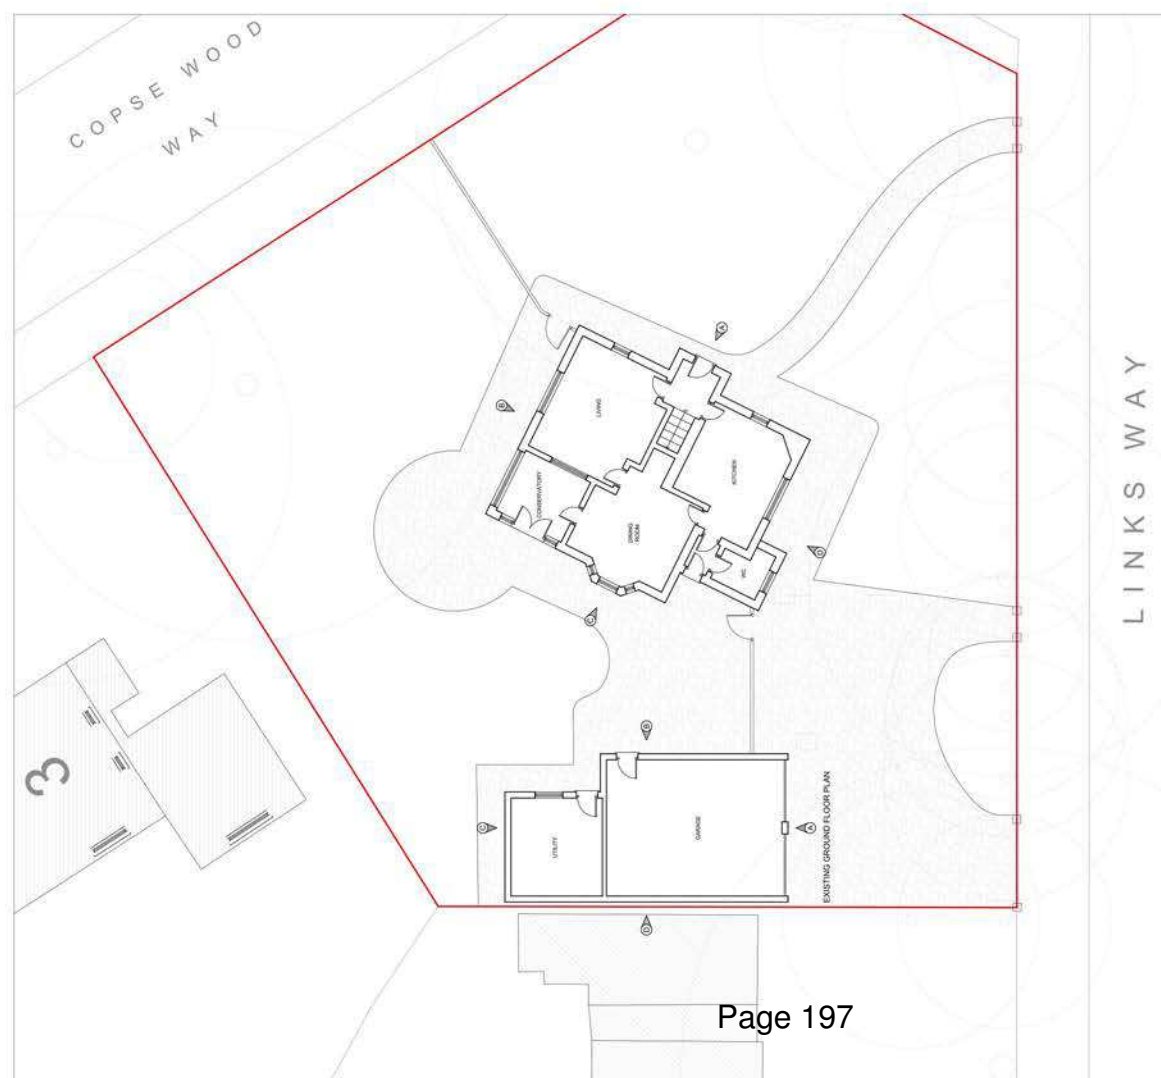 COPSE WOOD
WAY
LINKS WAY
A
B
LIVING
KITCHEN
CONSERVATORY
DINING
ROOM
WC
D
C
3
B
C
UTILITY
GARAGE
A
EXISTING GROUND FLOOR PLAN
D
Page 197